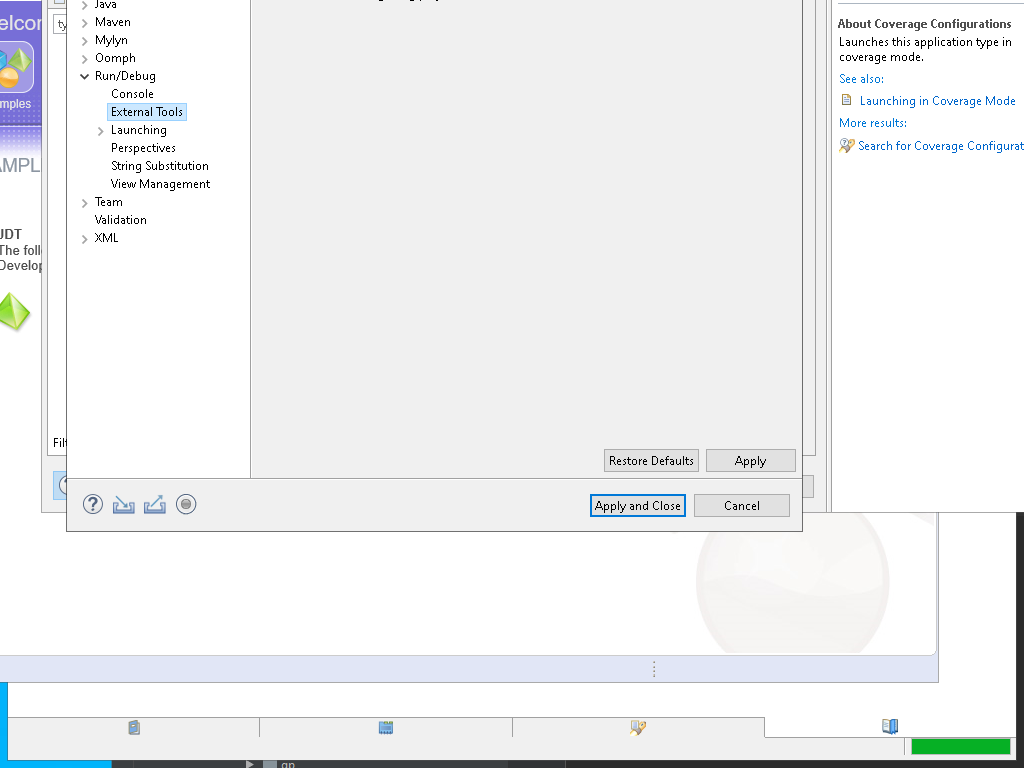 Java
elcor
ty
Maven
Mylyn
Oomph
Run/Debug
Console
External Tools
Launching
Perspectives
String Substitution
View Management
Team
Validation
XML
mples
AMPL
JDT
The foll
Develop
Filt
Restore Defaults
Apply
Apply and Close
Cancel
About Coverage Configurations
Launches this application type in
coverage mode.
See also:
Launching in Coverage Mode
More results:
Search for Coverage Configurat